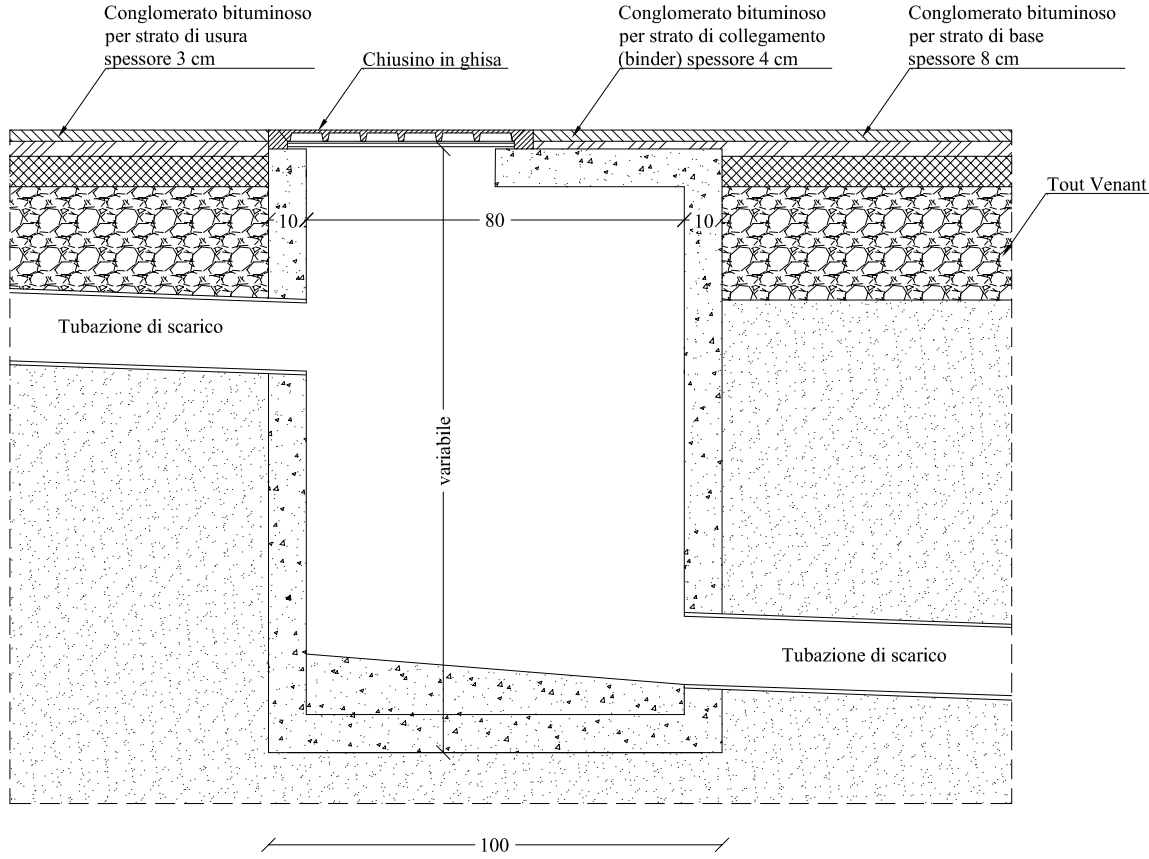 Conglomerato bituminoso
per strato di usura
spessore 3 cm
Chiusino in ghisa
Conglomerato bituminoso
per strato di collegamento
(binder) spessore 4 cm
Conglomerato bituminoso
per strato di base
spessore 8 cm
Tout Venant
10
80
10
Tubazione di scarico
variabile
Tubazione di scarico
100